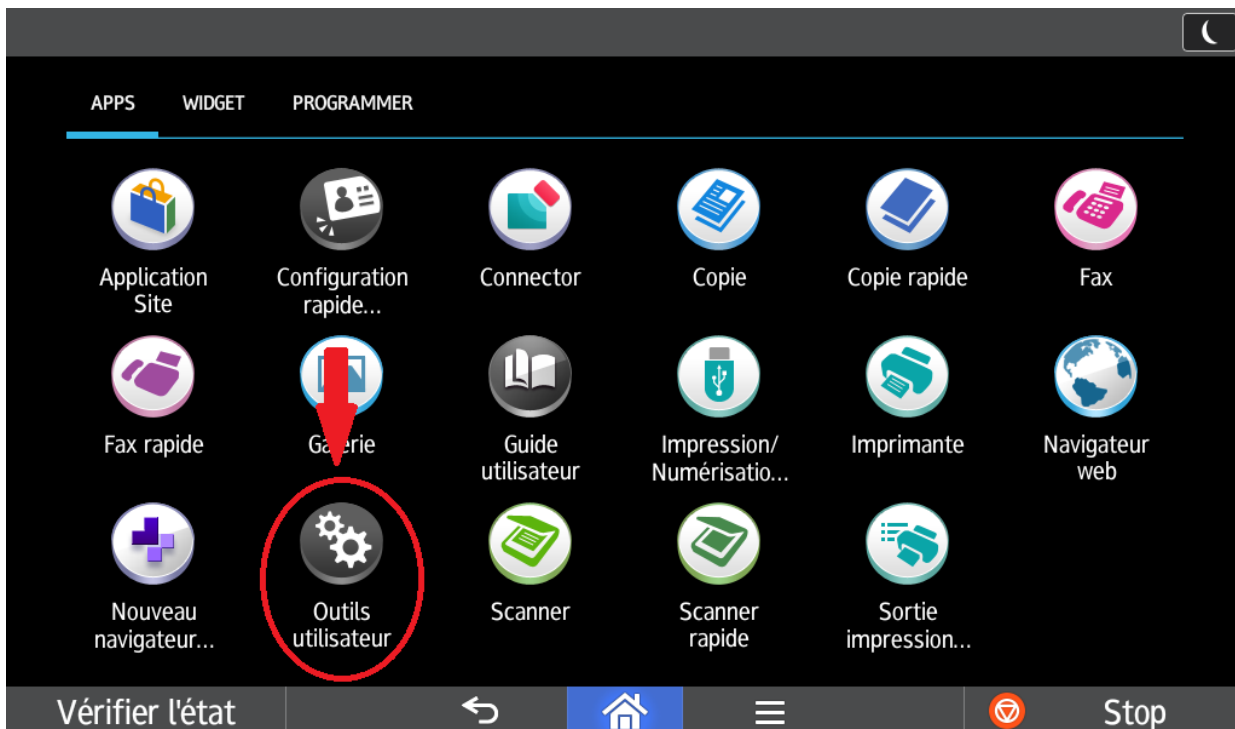 APPS WIDGET PROGRAMMER
Application
Site
Configuration
rapide...
Connector
Copie
Copie rapide
Fax
Fax rapide
Galerie
Guide
utilisateur
Impression/
Numérisatio...
Imprimante
Navigateur
web
Nouveau
navigateur...
Outils
utilisateur
Scanner
Scanner
rapide
Sortie
impression...
Vérifier l'état
Stop